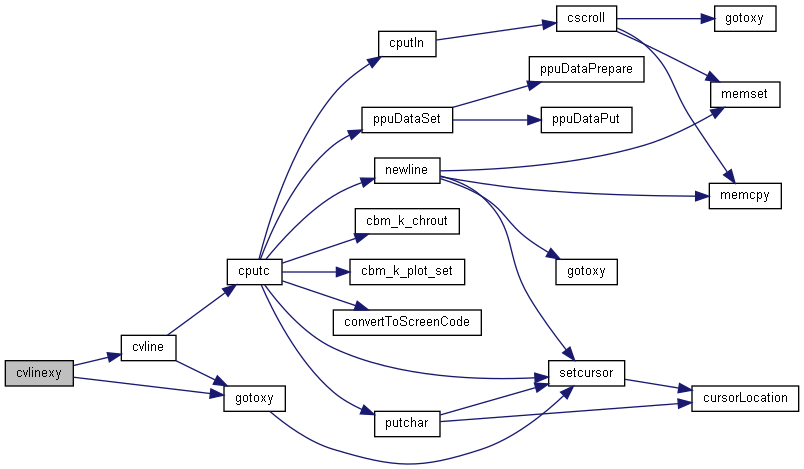 cscroll
gotoxy
cputln
ppuDataPrepare
memset
ppuDataSet
ppuDataPut
newline
memcpy
cbm_k_chrout
cputc
cbm_k_plot_set
gotoxy
convertToScreenCode
cvline
cvlinexy
setcursor
gotoxy
cursorLocation
putchar